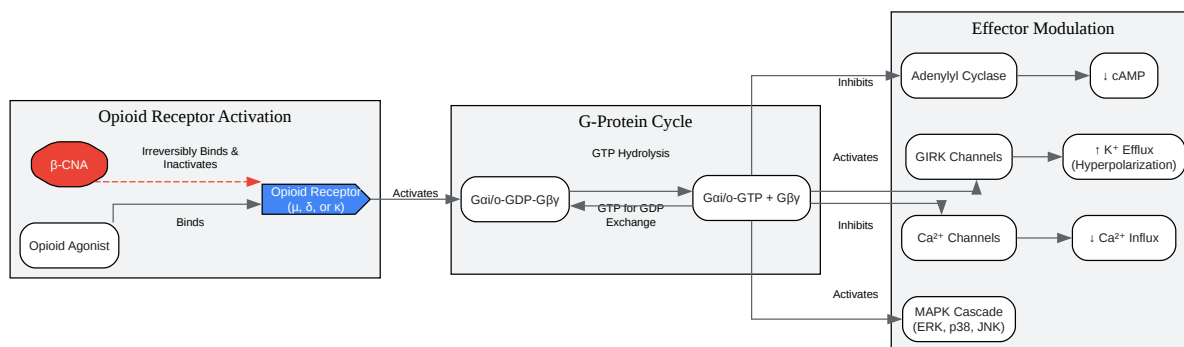 Opioid Receptor Activation
β-CNA
Irreversibly Binds &
Inactivates
Opioid Receptor
(μ, δ, or κ)
Binds
Opioid Agonist
Activates
G-Protein Cycle
GTP Hydrolysis
Gαi/o-GDP-Gβγ
GTP for GDP
Exchange
Gαi/o-GTP + Gβγ
Inhibits
Activates
Inhibits
Activates
Effector Modulation
Adenylyl Cyclase
↓ cAMP
GIRK Channels
↑ K⁺ Efflux
(Hyperpolarization)
Ca²⁺ Channels
↓ Ca²⁺ Influx
MAPK Cascade
(ERK, p38, JNK)